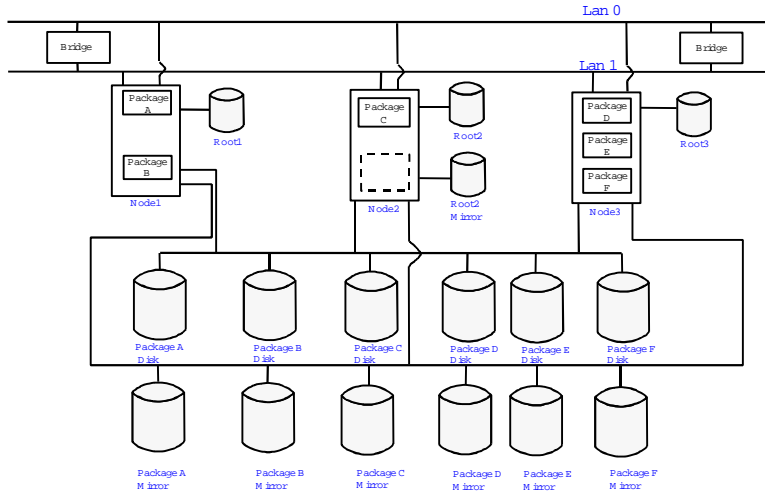 Lan 0
Bridge
Bridge
Lan 1
Package
A
Package
C
Package
D
Root1
Root2
Root3
Package
E
Package
B
Package
F
Node1
Node2
Root2
Mirror
Node3
Package A
Disk
Package B
Disk
Package C
Disk
Package D
Disk
Package E
Disk
Package F
Disk
Package A
Mirror
Package B
Mirror
Package C
Mirror
Package D
Mirror
Package E
Mirror
Package F
Mirror